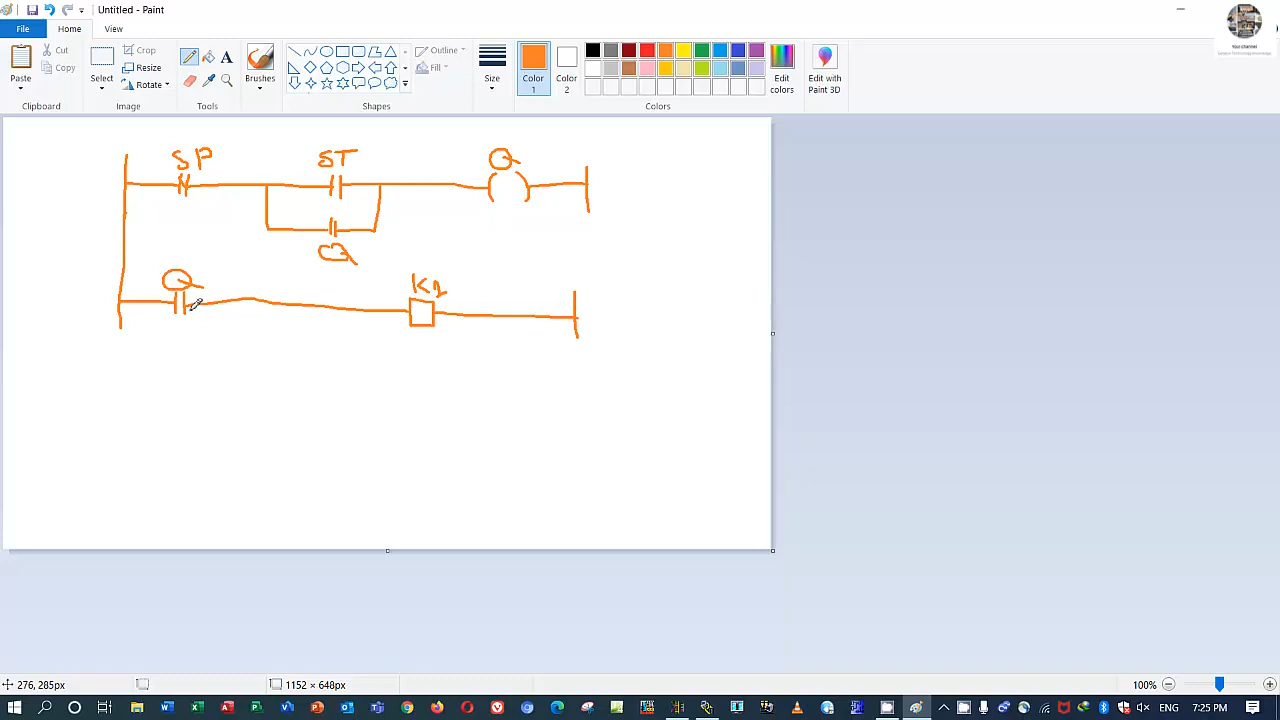 Untitled - Paint
File Home View
Paste
Cut
Copy
Clipboard
Select
Crop
Resize
Rotate
Image
Tools
Brushes
Shapes
Outline
Fill
Size
Color 1
Color 2
Colors
Edit colors
Edit with Paint 3D
Your channel
SP ST Q
Q
Q K1
276, 285px
1152 × 648px
100%
ENG 7:25 PM